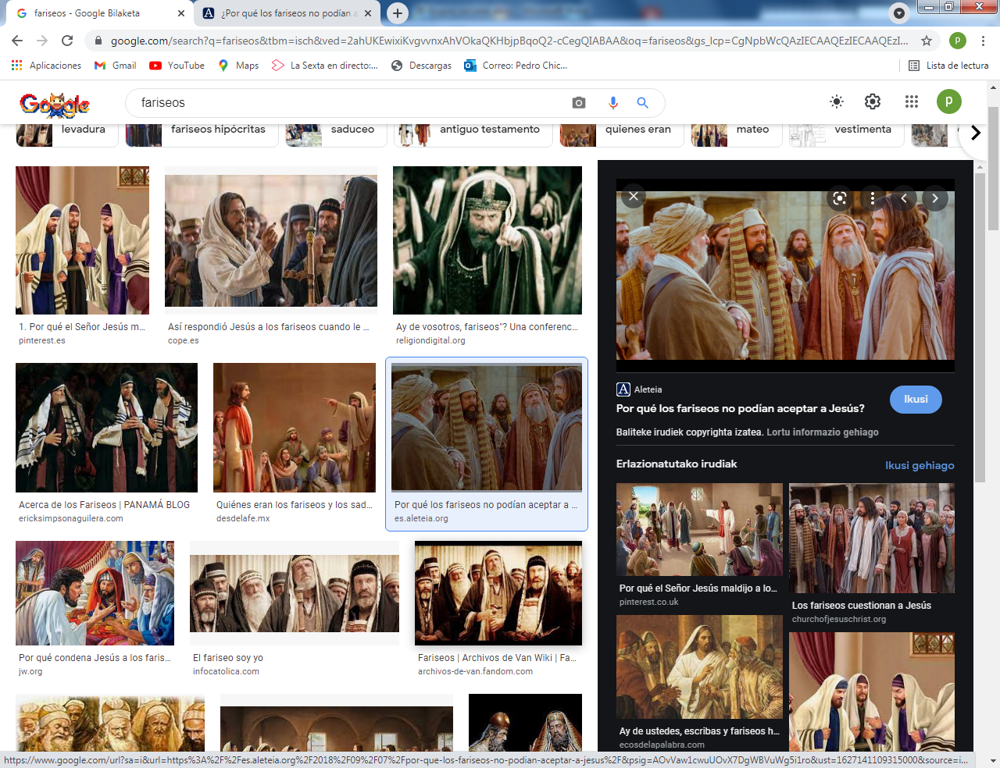 fariseos - Google Bilaketa
¿Por qué los fariseos no podían a
google.com/search?q=fariseos&tbm=isch&ved=2ahUKEwixiKvgvvnxAhVOkaQKHbjpBqoQ2-cCegQIABAA&oq=fariseos&gs_lcp=CgNpbWcQAzIECAAQEzIECAAQEzI...
Aplicaciones
Gmail
YouTube
Maps
La Sexta en directo:...
Descargas
Correo: Pedro Chic...
Lista de lectura
Google
fariseos
p
levadura
fariseos hipócritas
saduceo
antiguo testamento
quienes eran
mateo
vestimenta
1. Por qué el Señor Jesús m...
pinterest.es
Así respondió Jesús a los fariseos cuando le ...
cope.es
Ay de vosotros, fariseos"? Una conferenc...
religiondigital.org
Acerca de los Fariseos | PANAMÁ BLOG
ericksimpsonaguilera.com
Quiénes eran los fariseos y los sad...
desdelafe.mx
Por qué los fariseos no podían aceptar a ...
es.aleteia.org
Por qué condena Jesús a los faris...
jw.org
El fariseo soy yo
infocatolica.com
Fariseos | Archivos de Van Wiki | Fa...
archivos-de-van.fandom.com
A Aleteia
Por qué los fariseos no podían aceptar a Jesús?
Ikusi
Baliteke irudiek copyrighta izatea. Lortu informazio gehiago
Erlazionatutako irudiak
Ikusi gehiago
Por qué el Señor Jesús maldijo a lo...
pinterest.co.uk
Los fariseos cuestionan a Jesús
churchofjesuschrist.org
Ay de ustedes, escribas y fariseos h...
ecosdelapalabra.com
https://www.google.com/url?sa=i&url=https%3A%2F%2Fes.aleteia.org%2F2018%2F09%2F07%2Fpor-que-los-fariseos-no-podian-aceptar-a-jesus%2F&psig=AOvVaw1cwuUOvX7DgWBVuWg5i1ro&ust=1627141109315000&source=i...